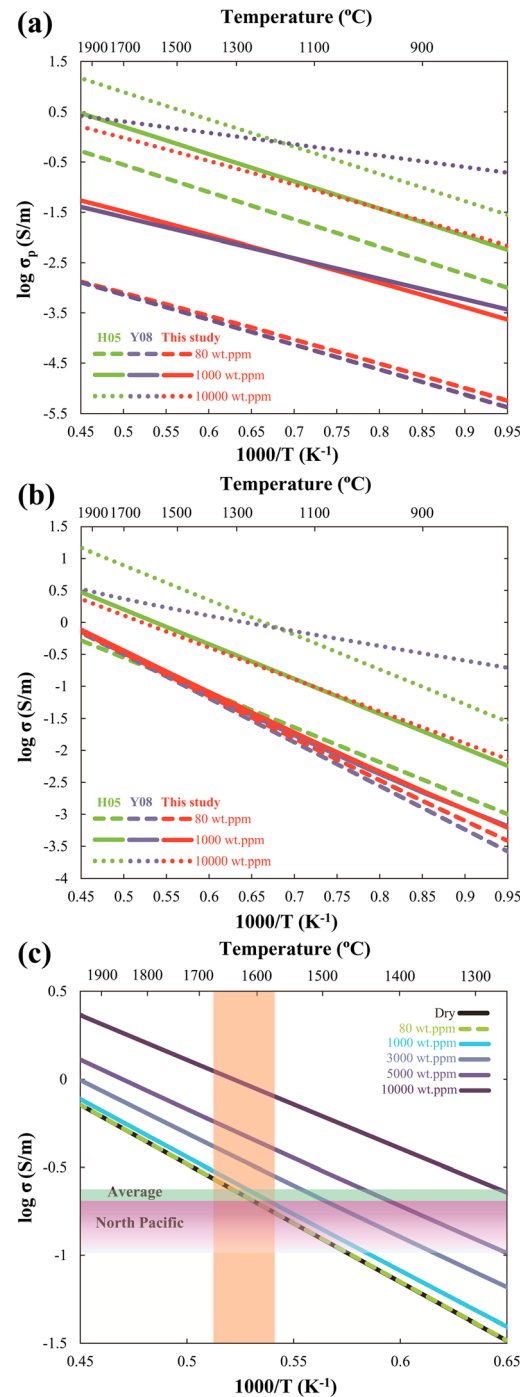 (a)
Temperature (ºC)
1900 1700 1500 1300 1100 900
1.5
0.5
-0.5
-1.5
-2.5
-3.5
-4.5
-5.5
log σp (S/m)
H05 Y08 This study
80 wt.ppm
1000 wt.ppm
10000 wt.ppm
0.45 0.5 0.55 0.6 0.65 0.7 0.75 0.8 0.85 0.9 0.95
1000/T (K-1)
(b)
Temperature (ºC)
1900 1700 1500 1300 1100 900
1.5
1
0.5
0
-0.5
-1
-1.5
-2
-2.5
-3
-3.5
-4
log σ (S/m)
H05 Y08 This study
80 wt.ppm
1000 wt.ppm
10000 wt.ppm
0.45 0.5 0.55 0.6 0.65 0.7 0.75 0.8 0.85 0.9 0.95
1000/T (K-1)
(c)
Temperature (ºC)
1900 1800 1700 1600 1500 1400 1300
0.5
0
-0.5
-1
-1.5
log σ (S/m)
Dry
80 wt.ppm
1000 wt.ppm
3000 wt.ppm
5000 wt.ppm
10000 wt.ppm
Average
North Pacific
0.45 0.5 0.55 0.6 0.65
1000/T (K-1)